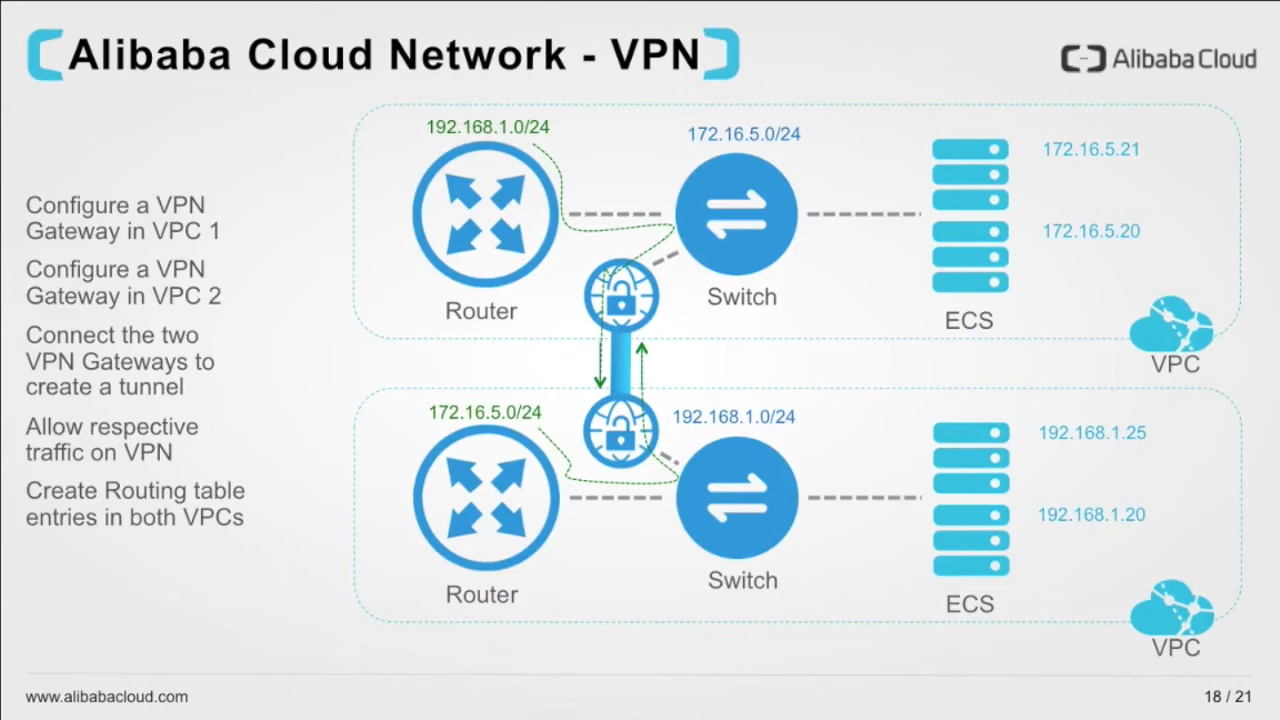 Alibaba Cloud Network - VPN
Alibaba Cloud
Configure a VPN
Gateway in VPC 1
Configure a VPN
Gateway in VPC 2
Connect the two
VPN Gateways to
create a tunnel
Allow respective
traffic on VPN
Create Routing table
entries in both VPCs
192.168.1.0/24
172.16.5.0/24
172.16.5.21
172.16.5.20
Router
Switch
ECS
VPC
172.16.5.0/24
192.168.1.0/24
192.168.1.25
192.168.1.20
Router
Switch
ECS
VPC
www.alibabacloud.com
18 / 21